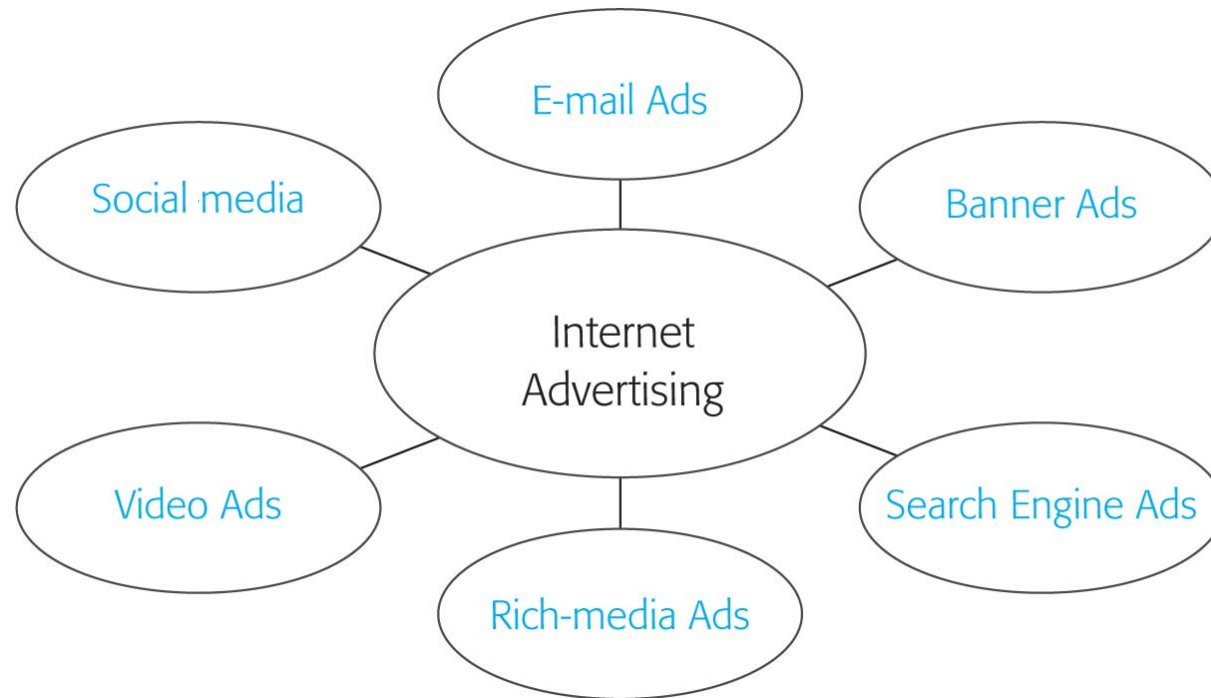 E-mail Ads
Social media
Banner Ads
Internet
Advertising
Video Ads
Search Engine Ads
Rich-media Ads